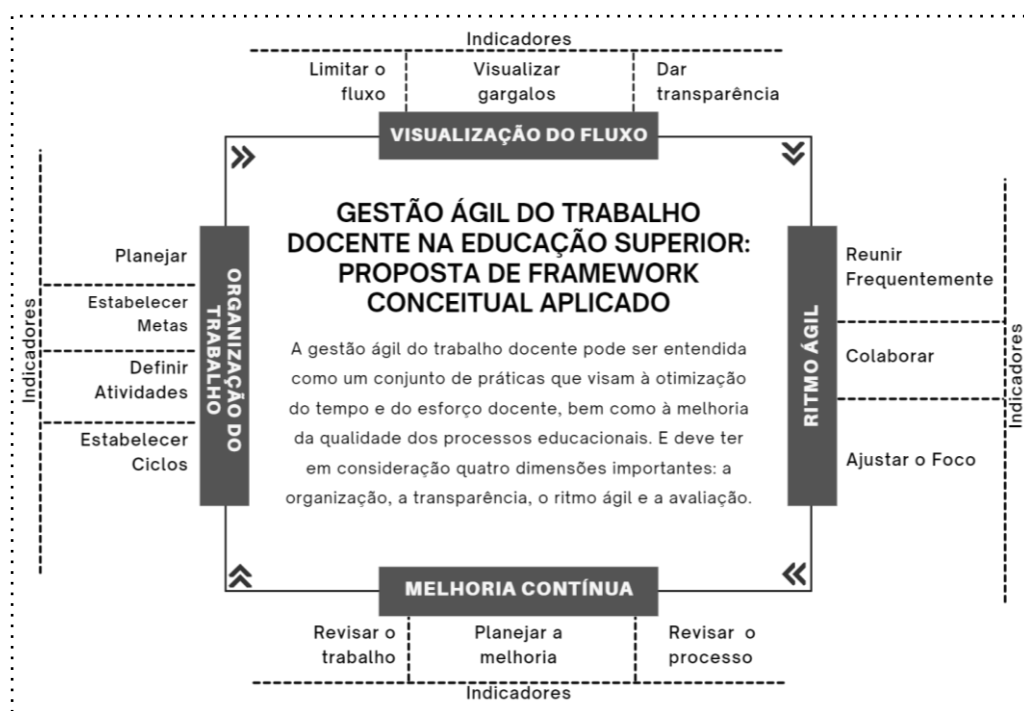 Indicadores
Limitar o
fluxo
Visualizar
gargalos
Dar
transparência
VISUALIZAÇÃO DO FLUXO
Indicadores
Planejar
Estabelecer
Metas
Definir
Atividades
Estabelecer
Ciclos
ORGANIZAÇÃO DO
TRABALHO
GESTÃO ÁGIL DO TRABALHO
DOCENTE NA EDUCAÇÃO SUPERIOR:
PROPOSTA DE FRAMEWORK
CONCEITUAL APLICADO
A gestão ágil do trabalho docente pode ser entendida
como um conjunto de práticas que visam à otimização
do tempo e do esforço docente, bem como à melhoria
da qualidade dos processos educacionais. E deve ter
em consideração quatro dimensões importantes: a
organização, a transparência, o ritmo ágil e a avaliação.
RITMO ÁGIL
Reunir
Frequentemente
Colaborar
Ajustar o Foco
Indicadores
MELHORIA CONTÍNUA
Revisar o
trabalho
Planejar a
melhoria
Revisar o
processo
Indicadores